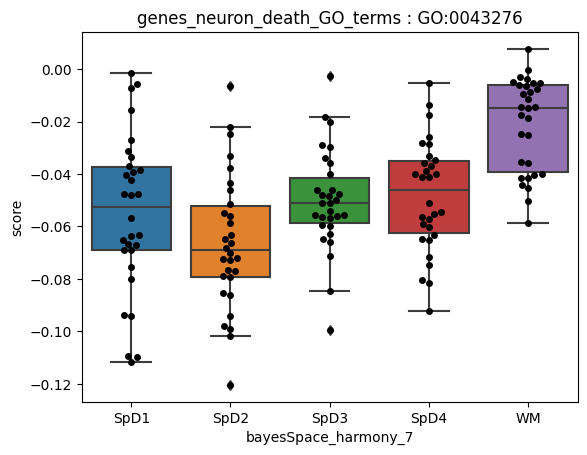 genes_neuron_death_GO_terms : GO:0043276
score
0.00
−0.02
−0.04
−0.06
−0.08
−0.10
−0.12
SpD1 SpD2 SpD3 SpD4 WM
bayesSpace_harmony_7